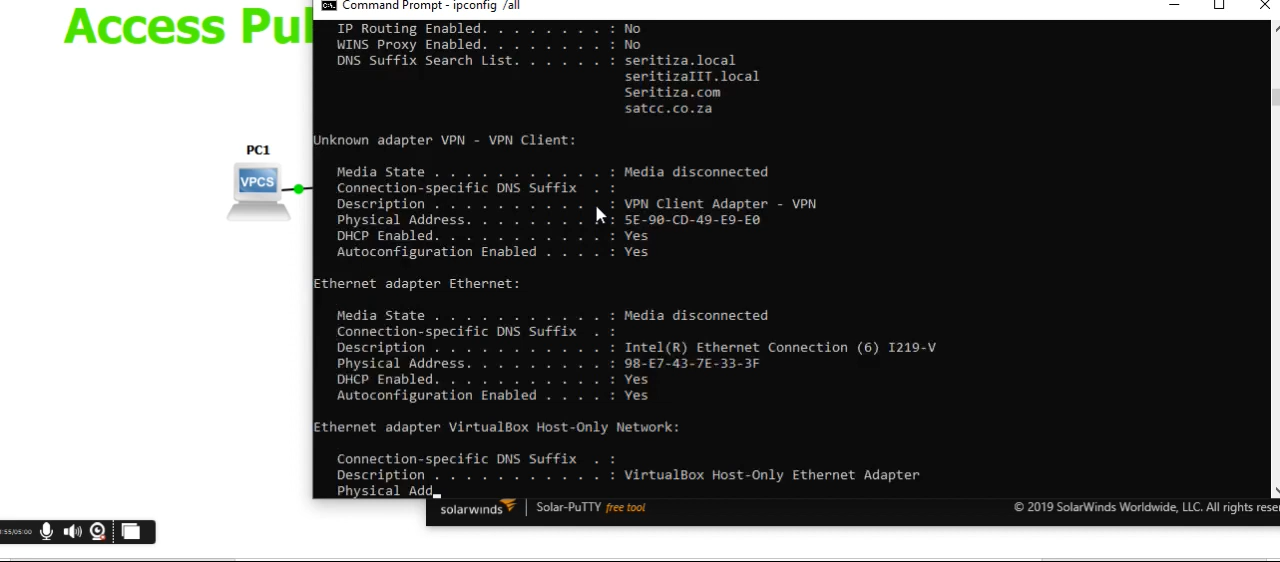 Access Pul
Command Prompt - ipconfig /all
IP Routing Enabled. . . . . . . . : No
WINS Proxy Enabled. . . . . . . . : No
DNS Suffix Search List. . . . . . : seritiza.local
seritizaIIT.local
Seritiza.com
satcc.co.za
Unknown adapter VPN - VPN Client:
PC1
VPCS
Media State . . . . . . . . . . . : Media disconnected
Connection-specific DNS Suffix . :
Description . . . . . . . . . . . : VPN Client Adapter - VPN
Physical Address. . . . . . . . . : 5E-90-CD-49-E9-E0
DHCP Enabled. . . . . . . . . . . : Yes
Autoconfiguration Enabled . . . . : Yes
Ethernet adapter Ethernet:
Media State . . . . . . . . . . . : Media disconnected
Connection-specific DNS Suffix . :
Description . . . . . . . . . . . : Intel(R) Ethernet Connection (6) I219-V
Physical Address. . . . . . . . . : 98-E7-43-7E-33-3F
DHCP Enabled. . . . . . . . . . . : Yes
Autoconfiguration Enabled . . . . : Yes
Ethernet adapter VirtualBox Host-Only Network:
Connection-specific DNS Suffix . :
Description . . . . . . . . . . . : VirtualBox Host-Only Ethernet Adapter
Physical Add
solarwinds Solar-PuTTY free tool © 2019 SolarWinds Worldwide, LLC. All rights reser
:55/05:00